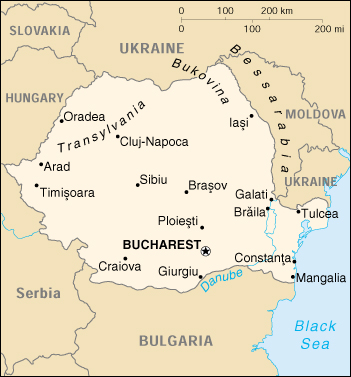 0 100 200 km
0 100 200 mi
SLOVAKIA
UKRAINE
Bukovina
Bessarabia
HUNGARY
Oradea
Transylvania
Cluj-Napoca
Iași
MOLDOVA
Arad
Timișoara
Sibiu
Brașov
UKRAINE
Galati
Brăila
Tulcea
Ploiești
BUCHAREST
Constanța
Craiova
Giurgiu
Danube
Mangalia
Serbia
BULGARIA
Black
Sea